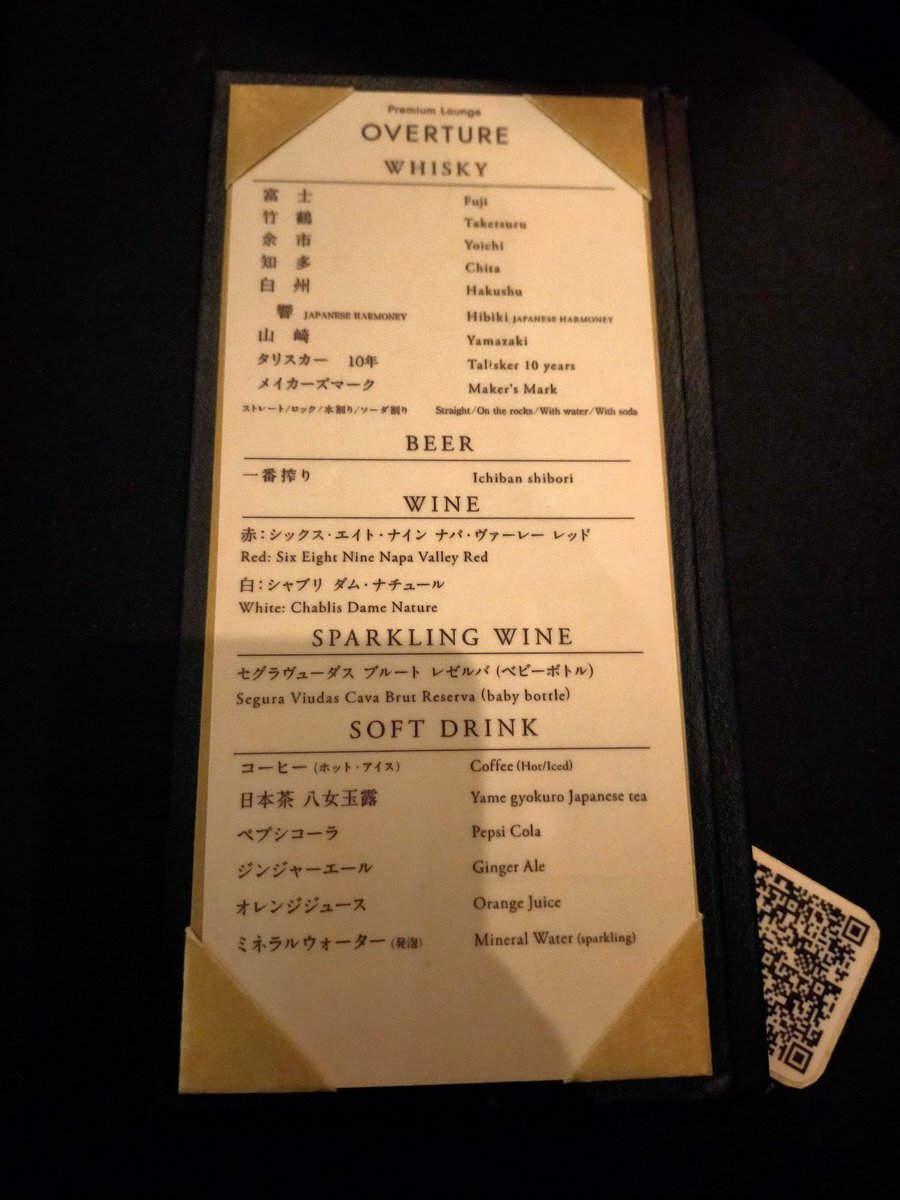 Premium Lounge
OVERTURE
WHISKY
富士 Fuji
竹鶴 Taketsuru
余市 Yoichi
知多 Chita
白州 Hakushu
響 JAPANESE HARMONEY Hibiki JAPANESE HARMONEY
山崎 Yamazaki
タリスカー 10年 Talisker 10 years
メイカーズマーク Maker's Mark
ストレート/ロック/水割り/ソーダ割り Straight/On the rocks/With water/With soda
BEER
一番搾り Ichiban shibori
WINE
赤:シックス・エイト・ナイン ナパ・ヴァーレー レッド
Red: Six Eight Nine Napa Valley Red
白:シャブリ ダム・ナチュール
White: Chablis Dame Nature
SPARKLING WINE
セグラヴューダス ブルート レゼルバ (ベビーボトル)
Segura Viudas Cava Brut Reserva (baby bottle)
SOFT DRINK
コーヒー (ホット・アイス) Coffee (Hot/Iced)
日本茶 八女玉露 Yame gyokuro Japanese tea
ペプシコーラ Pepsi Cola
ジンジャーエール Ginger Ale
オレンジジュース Orange Juice
ミネラルウォーター (発泡) Mineral Water (sparkling)